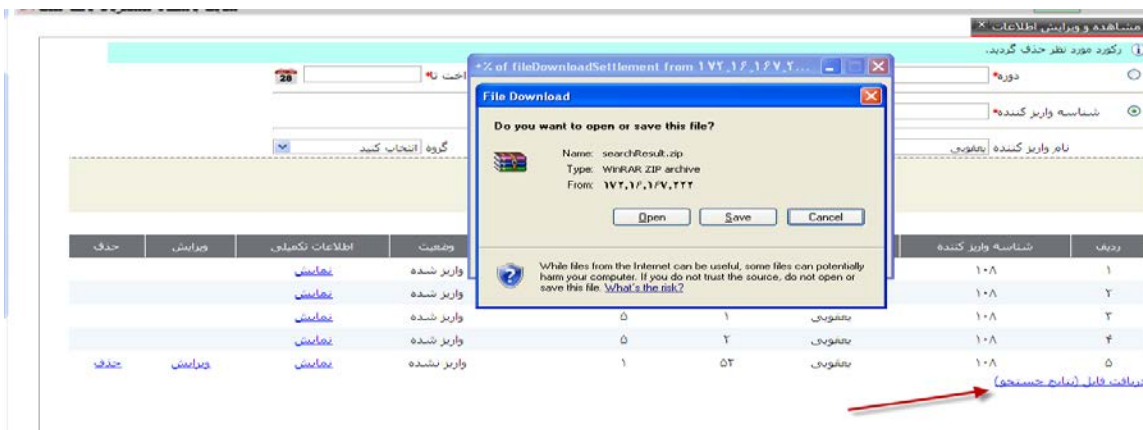 مشاهده و ویرایش اطلاعات ×
رکورد مورد نظر حذف گردید.
دوره*
اخت تا*
28
شناسه واریز کننده*
نام واریز کننده یعقوبی
گروه انتخاب کنید
of fileDownloadSettlement from ۱۷۲,۱۶,۱۶۷,۲...
File Download
Do you want to open or save this file?
Name: searchResult.zip
Type: WinRAR ZIP archive
From: ۱۷۲,۱۶,۱۶۷,۲۲۲
Open Save Cancel
While files from the Internet can be useful, some files can potentially
harm your computer. If you do not trust the source, do not open or
save this file. What's the risk?
ردیف شناسه واریز کننده وضعیت اطلاعات تکمیلی ویرایش حذف
۱ ۱۰۸ واریز شده نمایش
۲ ۱۰۸ واریز شده نمایش
۳ ۱۰۸ یعقوبی ۱ ۵ واریز شده نمایش
۴ ۱۰۸ یعقوبی ۲ ۵ واریز شده نمایش
۵ ۱۰۸ یعقوبی ۵۳ ۱ واریز نشده نمایش ویرایش حذف
دریافت فایل (نتایج جستجو)